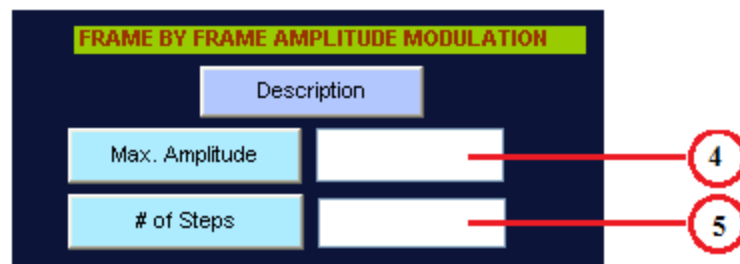 FRAME BY FRAME AMPLITUDE MODULATION
Description
Max. Amplitude 4
# of Steps 5